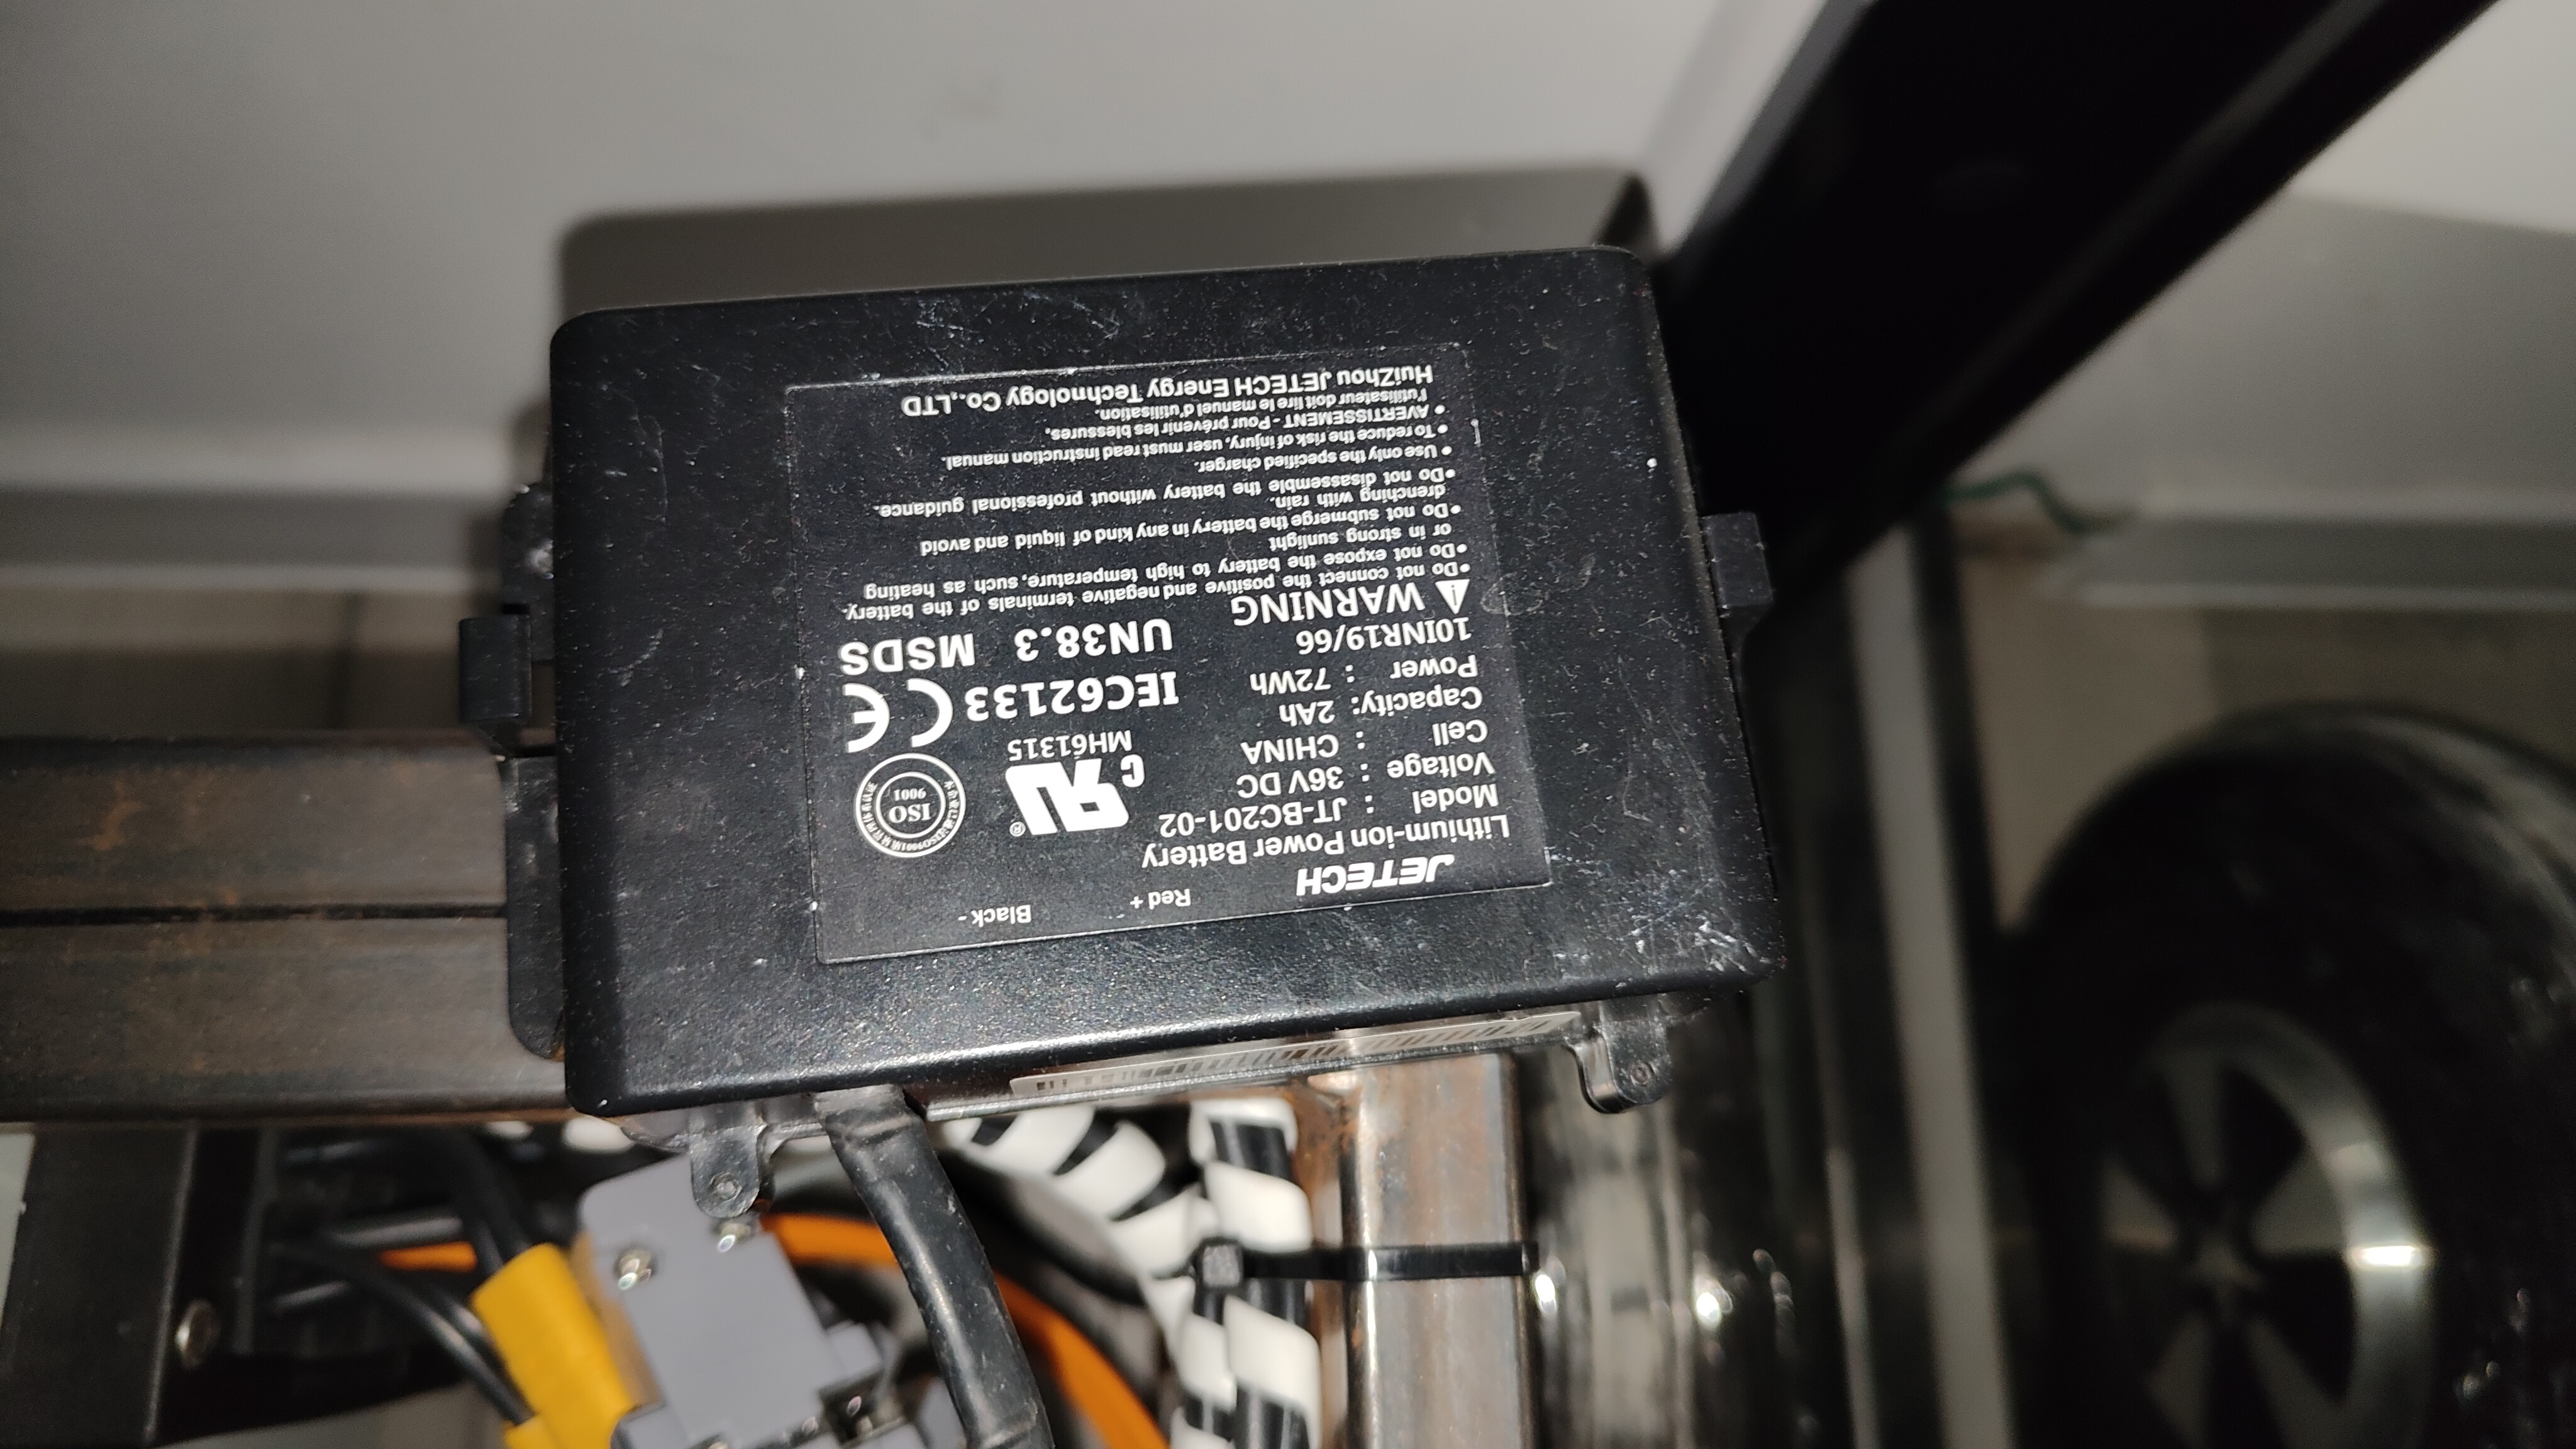 Red + Black -
JETECH
Lithium-ion Power Battery
Model : JT-BC201-02
Voltage : 36V DC
Cell : CHINA
Capacity: 2Ah
Power : 72Wh
10INR19/66
c RU ®
MH61315
ISO
9001
IEC62133 CE
UN38.3 MSDS
WARNING
•Do not connect the positive and negative terminals of the battery.
•Do not expose the battery to high temperature, such as heating
or in strong sunlight
•Do not submerge the battery in any kind of liquid and avoid
drenching with rain.
•Do not disassemble the battery without professional guidance.
• Use only the specified charger.
• To reduce the risk of injury, user must read instruction manual.
• AVERTISSEMENT - Pour prévenir les blessures,
l'utilisateur doit lire le manuel d'utilisation.
HuiZhou JETECH Energy Technology Co.,LTD